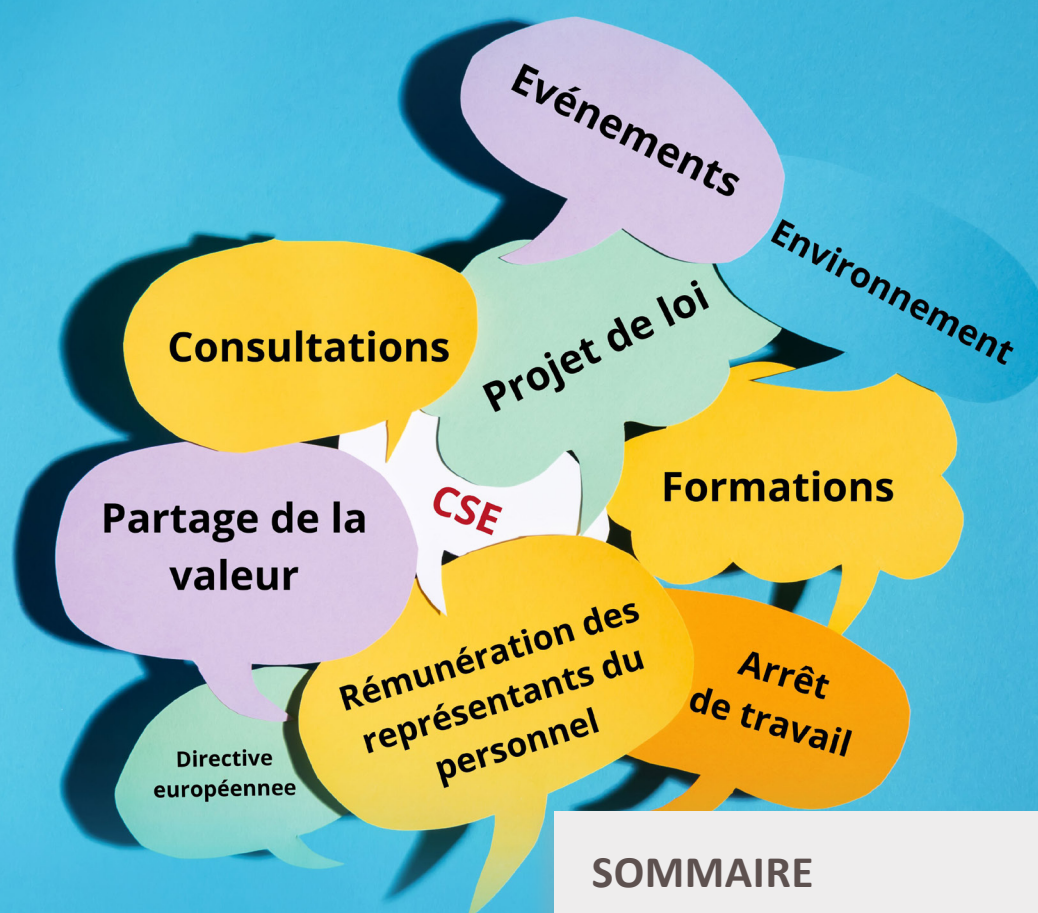 Evénements
Environnement
Projet de loi
Consultations
Formations
CSE
Partage de la
valeur
Rémunération des
représentants du
personnel
Arrêt
de travail
Directive
européennee
SOMMAIRE